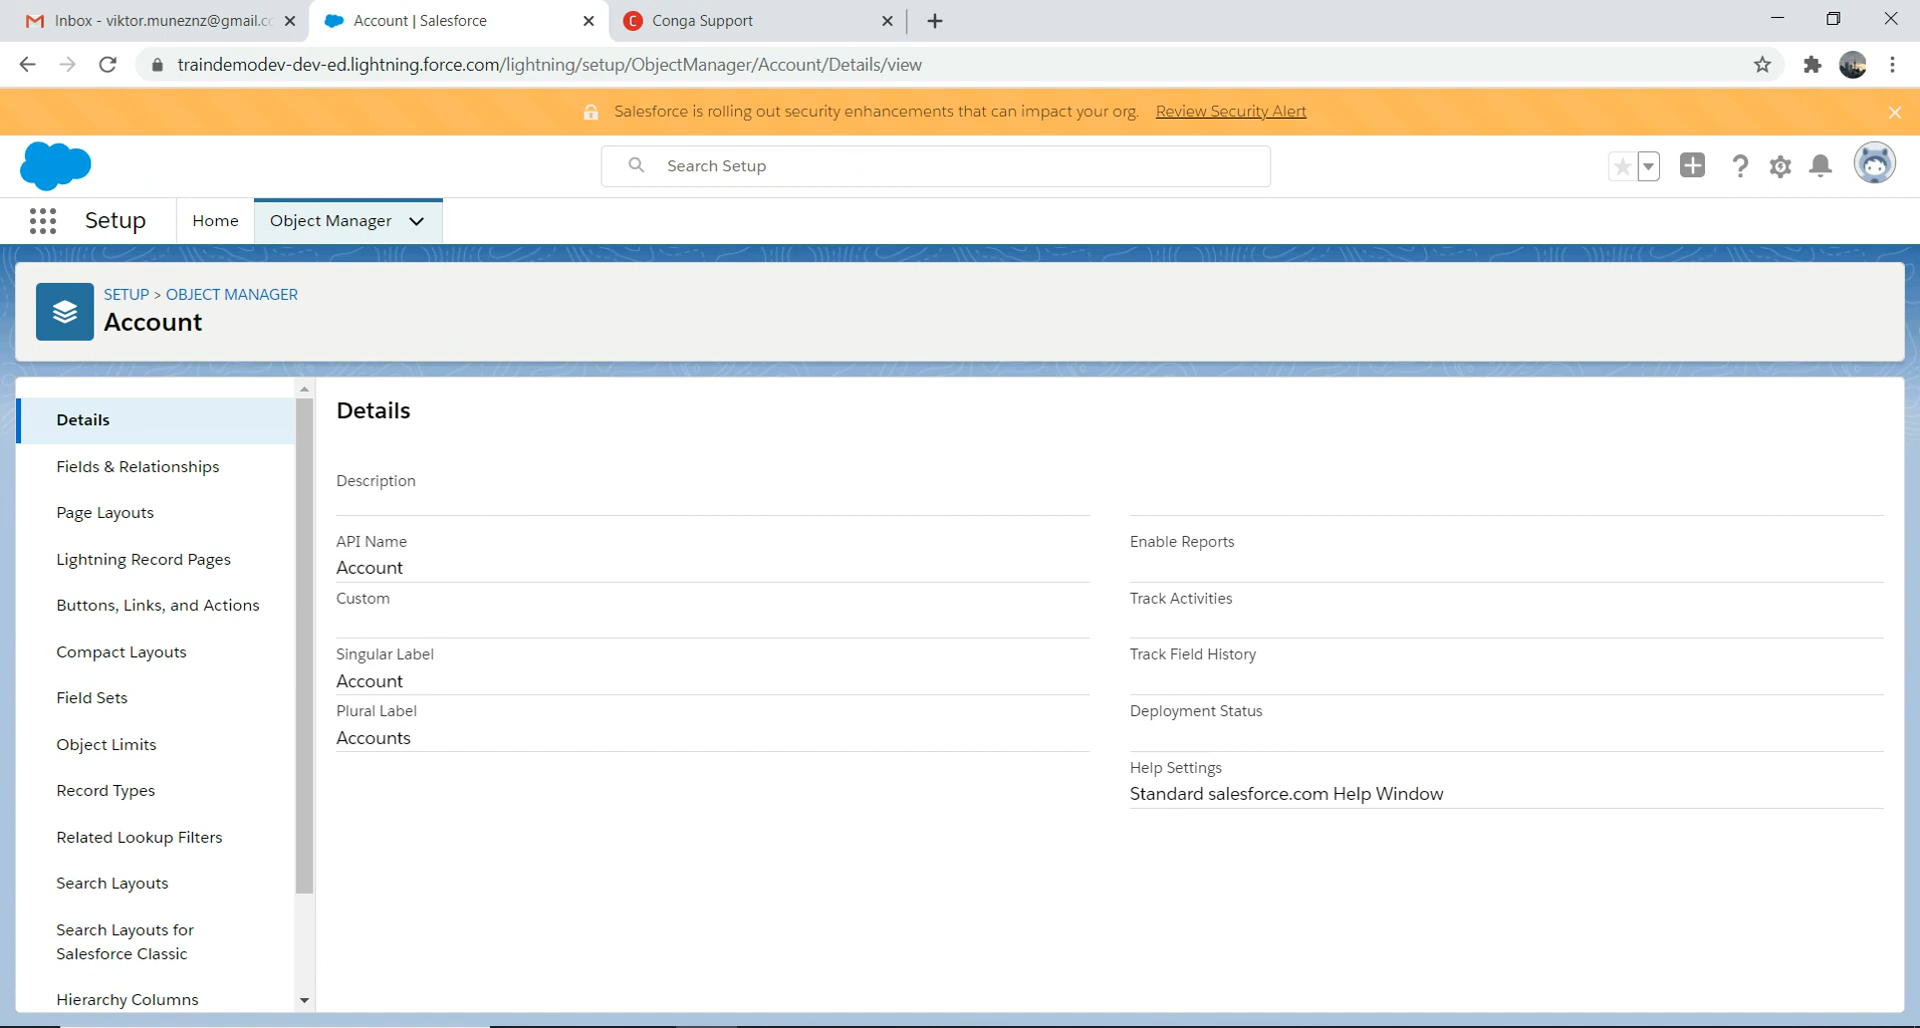 Inbox - viktor.muneznz@gmail.cc
Account | Salesforce
Conga Support
traindemodev-dev-ed.lightning.force.com/lightning/setup/ObjectManager/Account/Details/view
Salesforce is rolling out security enhancements that can impact your org. Review Security Alert
Search Setup
Setup
Home
Object Manager
SETUP > OBJECT MANAGER
Account
Details
Fields & Relationships
Page Layouts
Lightning Record Pages
Buttons, Links, and Actions
Compact Layouts
Field Sets
Object Limits
Record Types
Related Lookup Filters
Search Layouts
Search Layouts for
Salesforce Classic
Hierarchy Columns
Details
Description
API Name
Account
Custom
Singular Label
Account
Plural Label
Accounts
Enable Reports
Track Activities
Track Field History
Deployment Status
Help Settings
Standard salesforce.com Help Window